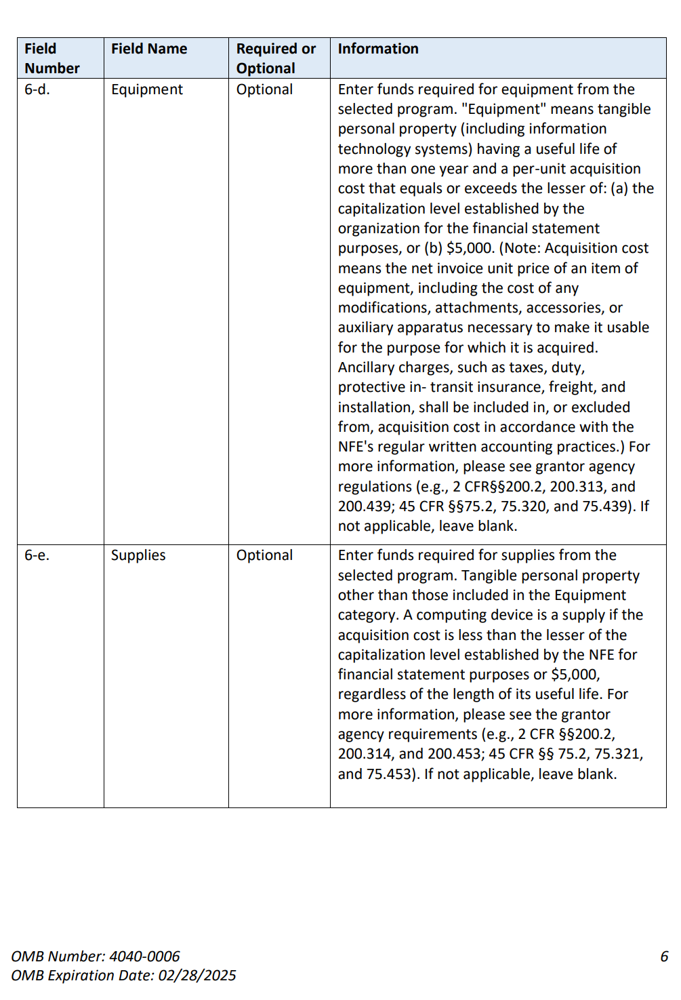 Field Number
Field Name
Required or Optional
Information
6-d.
Equipment
Optional
Enter funds required for equipment from the
selected program. "Equipment" means tangible
personal property (including information
technology systems) having a useful life of
more than one year and a per-unit acquisition
cost that equals or exceeds the lesser of: (a) the
capitalization level established by the
organization for the financial statement
purposes, or (b) $5,000. (Note: Acquisition cost
means the net invoice unit price of an item of
equipment, including the cost of any
modifications, attachments, accessories, or
auxiliary apparatus necessary to make it usable
for the purpose for which it is acquired.
Ancillary charges, such as taxes, duty,
protective in- transit insurance, freight, and
installation, shall be included in, or excluded
from, acquisition cost in accordance with the
NFE's regular written accounting practices.) For
more information, please see grantor agency
regulations (e.g., 2 CFR§§200.2, 200.313, and
200.439; 45 CFR §§75.2, 75.320, and 75.439). If
not applicable, leave blank.
6-e.
Supplies
Optional
Enter funds required for supplies from the
selected program. Tangible personal property
other than those included in the Equipment
category. A computing device is a supply if the
acquisition cost is less than the lesser of the
capitalization level established by the NFE for
financial statement purposes or $5,000,
regardless of the length of its useful life. For
more information, please see the grantor
agency requirements (e.g., 2 CFR §§200.2,
200.314, and 200.453; 45 CFR §§ 75.2, 75.321,
and 75.453). If not applicable, leave blank.
OMB Number: 4040-0006
6
OMB Expiration Date: 02/28/2025